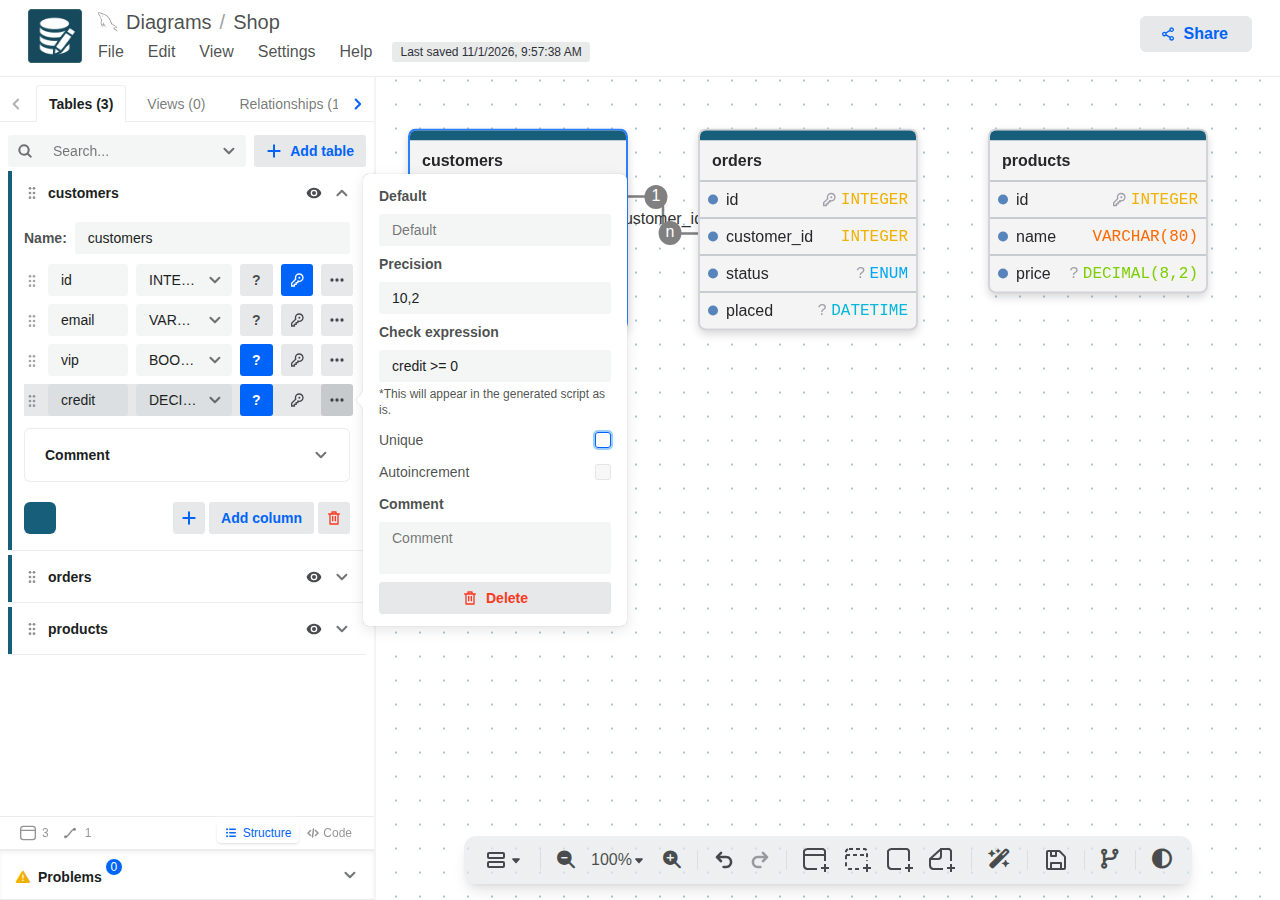 Diagrams / Shop
File Edit View Settings Help Last saved 11/1/2026, 9:57:38 AM
Share
Tables (3) Views (0) Relationships (1
Search... Add table
customers
Name: customers
id INTE… ?
email VAR… ?
vip BOO… ?
credit DECI… ?
Comment
Add column
orders
products
3 1 Structure Code
Problems 0
Default
Default
Precision
10,2
Check expression
credit >= 0
*This will appear in the generated script as
is.
Unique
Autoincrement
Comment
Comment
Delete
customers
1
ustomer_id
n
orders
id INTEGER
customer_id INTEGER
status ? ENUM
placed ? DATETIME
products
id INTEGER
name VARCHAR(80)
price ? DECIMAL(8,2)
100%